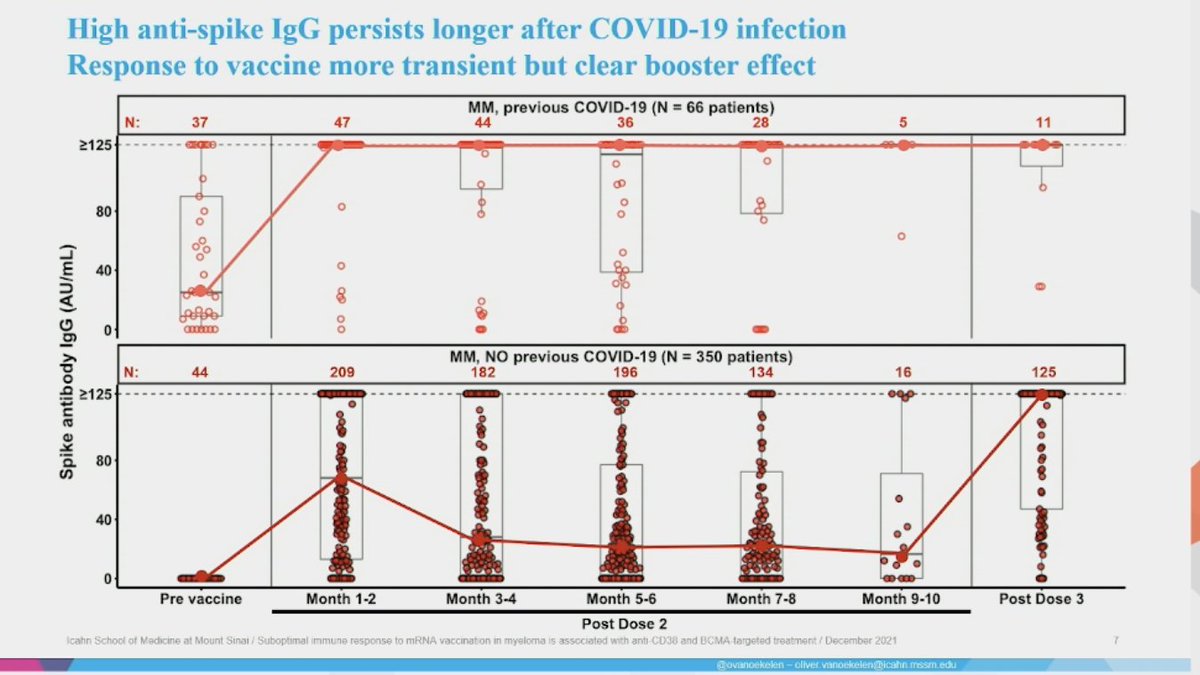 High anti-spike IgG persists longer after COVID-19 infection
Response to vaccine more transient but clear booster effect
MM, previous COVID-19 (N = 66 patients)
N: 37 47 44 36 28 5 11
≥125
80
40
0
Spike antibody IgG (AU/mL)
MM, NO previous COVID-19 (N = 350 patients)
N: 44 209 182 196 134 16 125
≥125
80
40
0
Pre vaccine Month 1-2 Month 3-4 Month 5-6 Month 7-8 Month 9-10 Post Dose 3
Post Dose 2
Icahn School of Medicine at Mount Sinai / Suboptimal immune response to mRNA vaccination in myeloma is associated with anti-CD38 and BCMA-targeted treatment / December 2021
7
@ovanoekelen – oliver.vanoekelen@icahn.mssm.edu